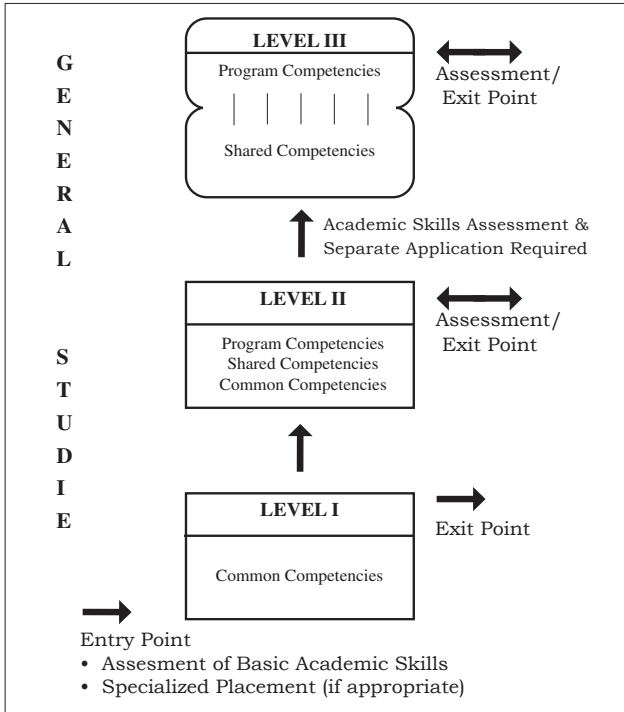 GENERAL STUDIE
LEVEL III
Program Competencies
Shared Competencies
Assessment/
Exit Point
Academic Skills Assessment &
Separate Application Required
LEVEL II
Program Competencies
Shared Competencies
Common Competencies
Assessment/
Exit Point
LEVEL I
Common Competencies
Exit Point
Entry Point
• Assesment of Basic Academic Skills
• Specialized Placement (if appropriate)